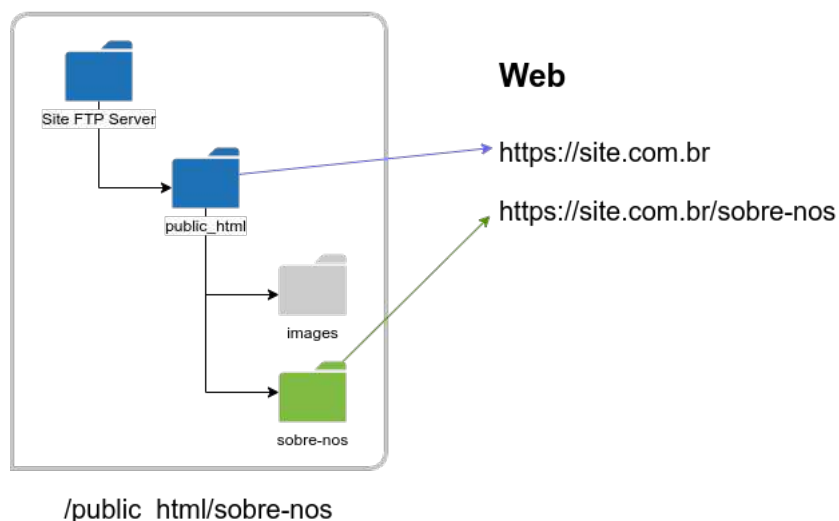 Site FTP Server
public_html
images
sobre-nos
Web
https://site.com.br
https://site.com.br/sobre-nos
/public_html/sobre-nos